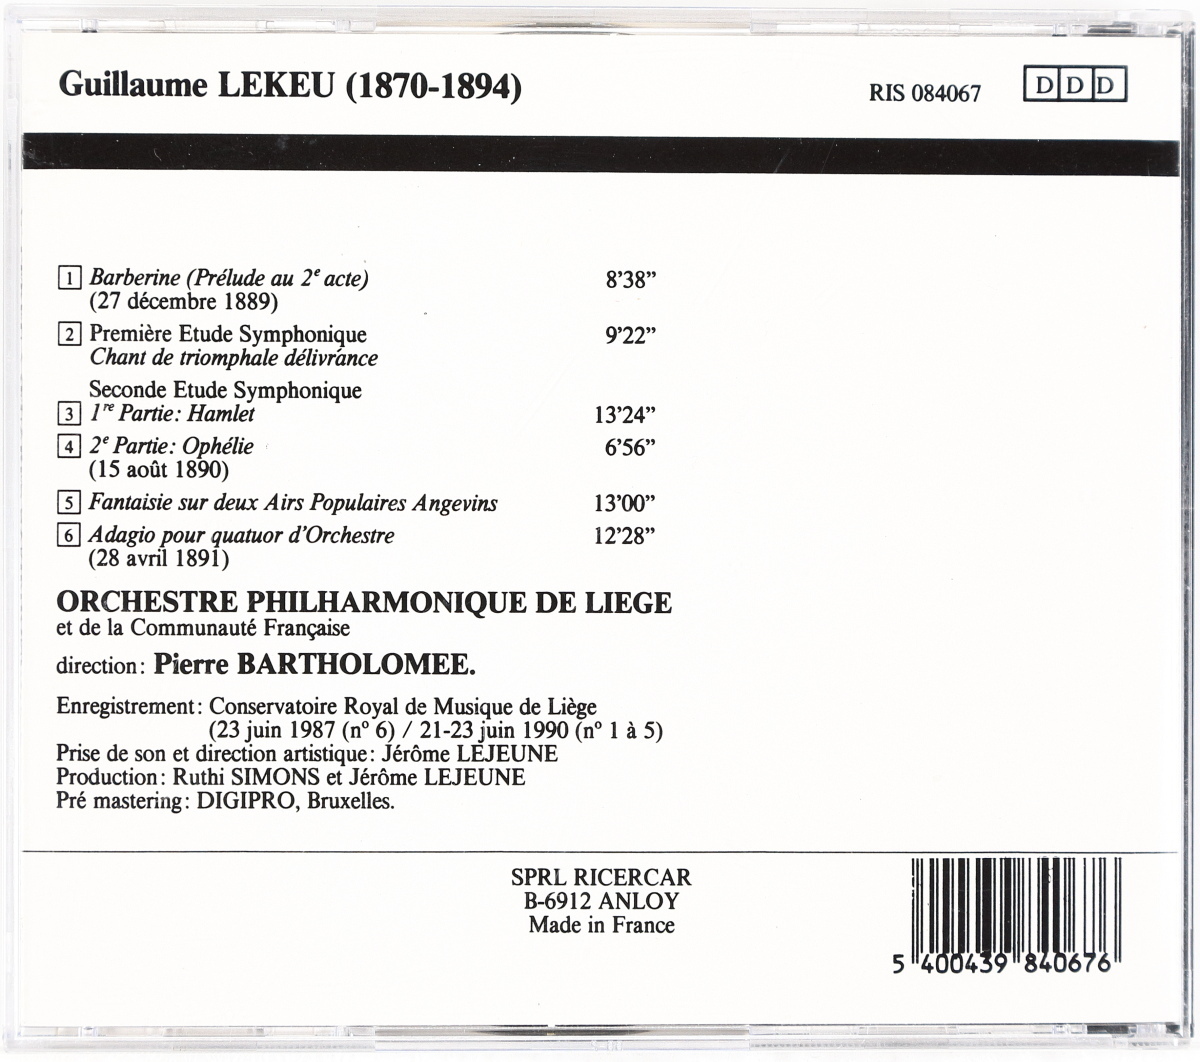 Guillaume LEKEU (1870-1894)
RIS 084067
DDD
1 Barberine (Prélude au 2e acte) 8'38”
(27 décembre 1889)
2 Première Etude Symphonique 9'22”
Chant de triomphale délivrance
Seconde Etude Symphonique
3 1re Partie: Hamlet 13'24”
4 2e Partie: Ophélie 6'56”
(15 août 1890)
5 Fantaisie sur deux Airs Populaires Angevins 13'00”
6 Adagio pour quatuor d'Orchestre 12'28”
(28 avril 1891)
ORCHESTRE PHILHARMONIQUE DE LIEGE
et de la Communauté Française
direction: Pierre BARTHOLOMEE.
Enregistrement: Conservatoire Royal de Musique de Liège
(23 juin 1987 (nº 6) / 21-23 juin 1990 (nº 1 à 5)
Prise de son et direction artistique: Jérôme LEJEUNE
Production: Ruthi SIMONS et Jérôme LEJEUNE
Pré mastering: DIGIPRO, Bruxelles.
SPRL RICERCAR
B-6912 ANLOY
Made in France
5 400439 840676